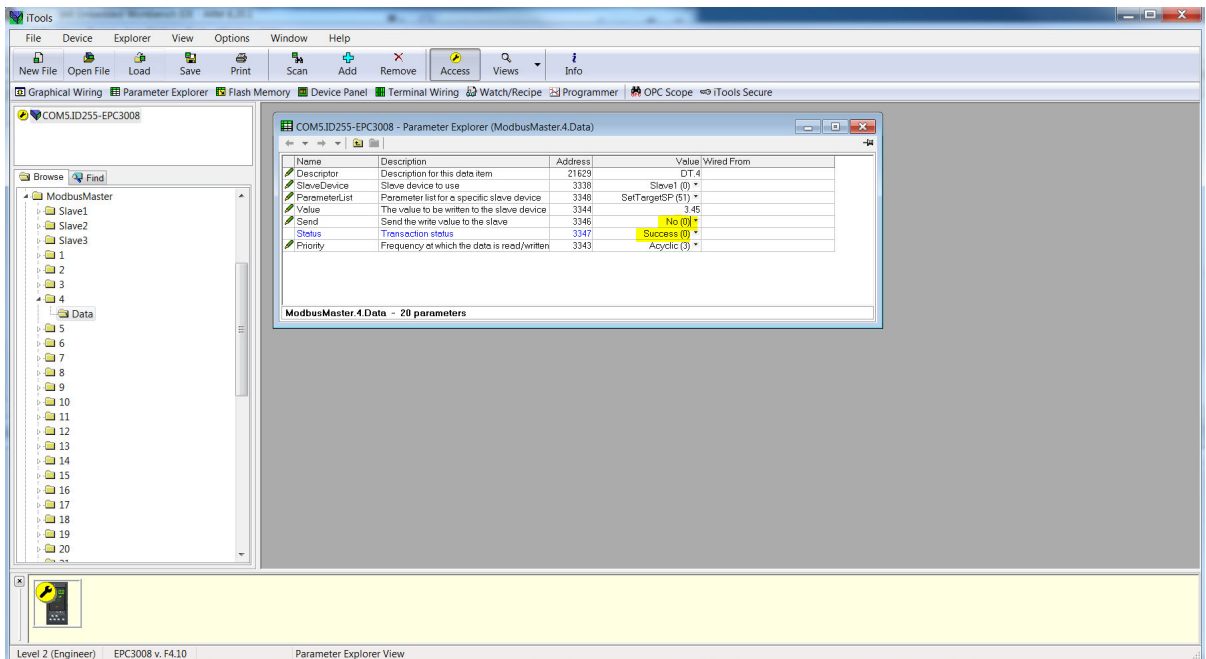 iTools
File Device Explorer View Options Window Help
New File Open File Load Save Print Scan Add Remove Access Views Info
Graphical Wiring Parameter Explorer Flash Memory Device Panel Terminal Wiring Watch/Recipe Programmer OPC Scope iTools Secure
COM5.ID255-EPC3008
Browse Find
ModbusMaster
Slave1
Slave2
Slave3
1
2
3
4
Data
5
6
7
8
9
10
11
12
13
14
15
16
17
18
19
20
COM5.ID255-EPC3008 - Parameter Explorer (ModbusMaster.4.Data)
Name Description Address Value Wired From
Descriptor Description for this data item 21629 DT.4
SlaveDevice Slave device to use 3338 Slave1 (0)
ParameterList Parameter list for a specific slave device 3348 SetTargetSP (51)
Value The value to be written to the slave device 3344 3.45
Send Send the write value to the slave 3346 No (0)
Status Transaction status 3347 Success (0)
Priority Frequency at which the data is read/written 3343 Acyclic (3)
ModbusMaster.4.Data - 20 parameters
Level 2 (Engineer) EPC3008 v. F4.10 Parameter Explorer View